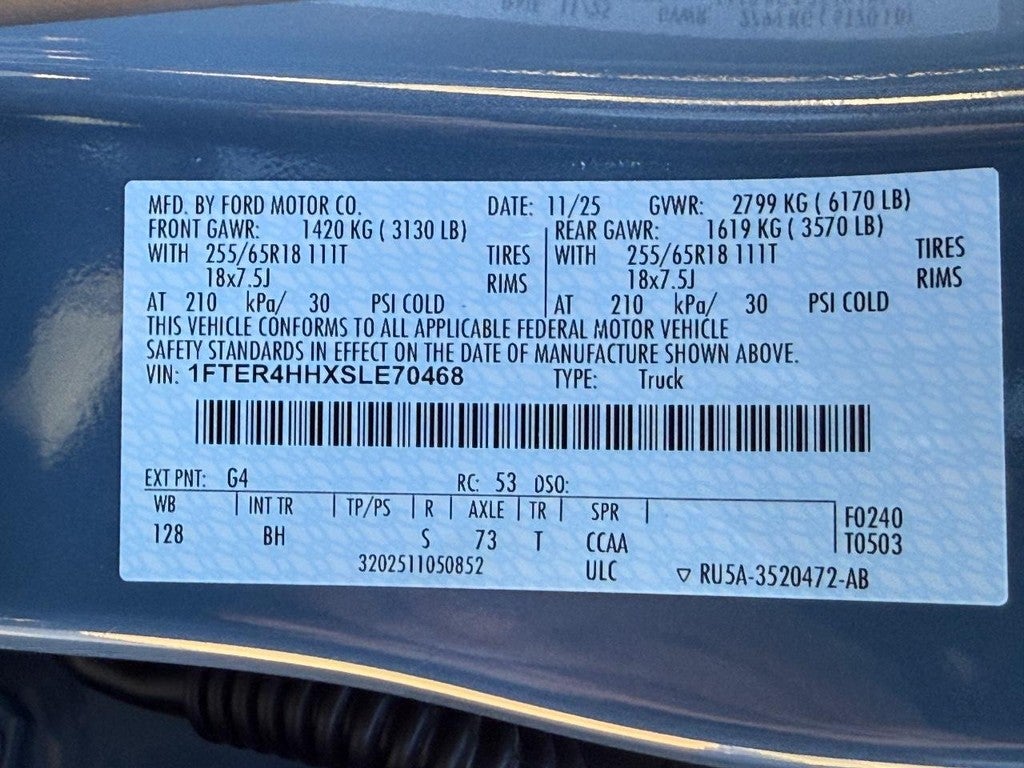 MFD. BY FORD MOTOR CO. DATE: 11/25 GVWR: 2799 KG ( 6170 LB)
FRONT GAWR: 1420 KG ( 3130 LB) REAR GAWR: 1619 KG ( 3570 LB)
WITH 255/65R18 111T TIRES WITH 255/65R18 111T TIRES
18x7.5J RIMS 18x7.5J RIMS
AT 210 kPa/ 30 PSI COLD AT 210 kPa/ 30 PSI COLD
THIS VEHICLE CONFORMS TO ALL APPLICABLE FEDERAL MOTOR VEHICLE
SAFETY STANDARDS IN EFFECT ON THE DATE OF MANUFACTURE SHOWN ABOVE.
VIN: 1FTER4HHXSLE70468 TYPE: Truck
EXT PNT: G4 RC: 53 DSO:
WB INT TR TP/PS R AXLE TR SPR F0240
128 BH S 73 T CCAA T0503
3202511050852 ULC ▽ RU5A-3520472-AB